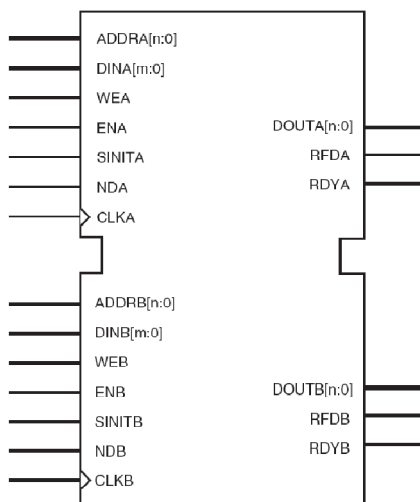 ADDRA[n:0]
DINA[m:0]
WEA
ENA
SINITA
NDA
CLKA
DOUTA[n:0]
RFDA
RDYA
ADDRB[n:0]
DINB[m:0]
WEB
ENB
SINITB
NDB
CLKB
DOUTB[n:0]
RFDB
RDYB